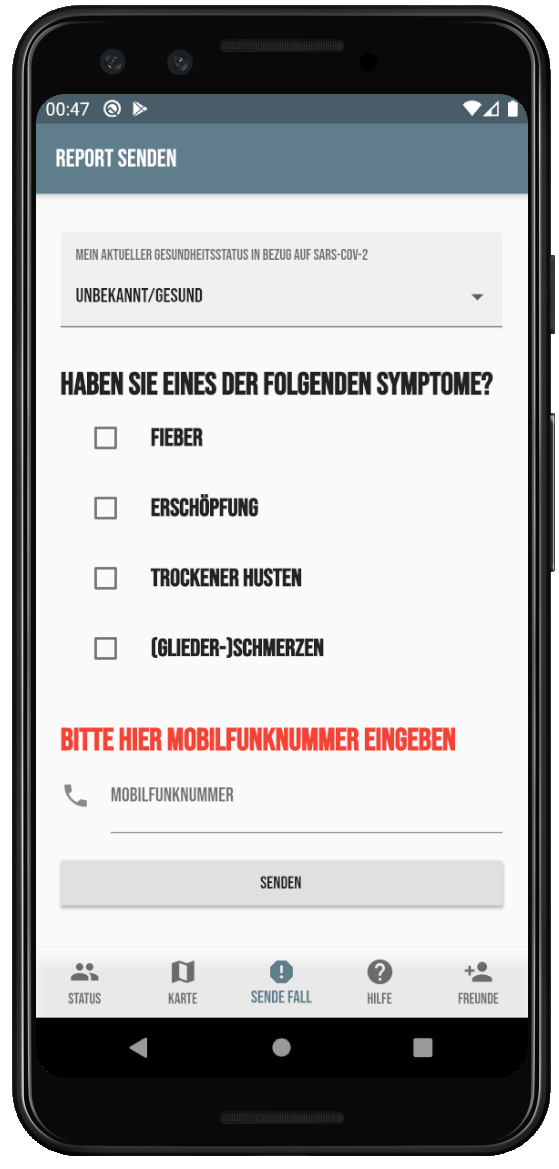 00:47
REPORT SENDEN
MEIN AKTUELLER GESUNDHEITSSTATUS IN BEZUG AUF SARS-COV-2
UNBEKANNT/GESUND
HABEN SIE EINES DER FOLGENDEN SYMPTOME?
FIEBER
ERSCHÖPFUNG
TROCKENER HUSTEN
(GLIEDER-)SCHMERZEN
BITTE HIER MOBILFUNKNUMMER EINGEBEN
MOBILFUNKNUMMER
SENDEN
STATUS KARTE SENDE FALL HILFE FREUNDE